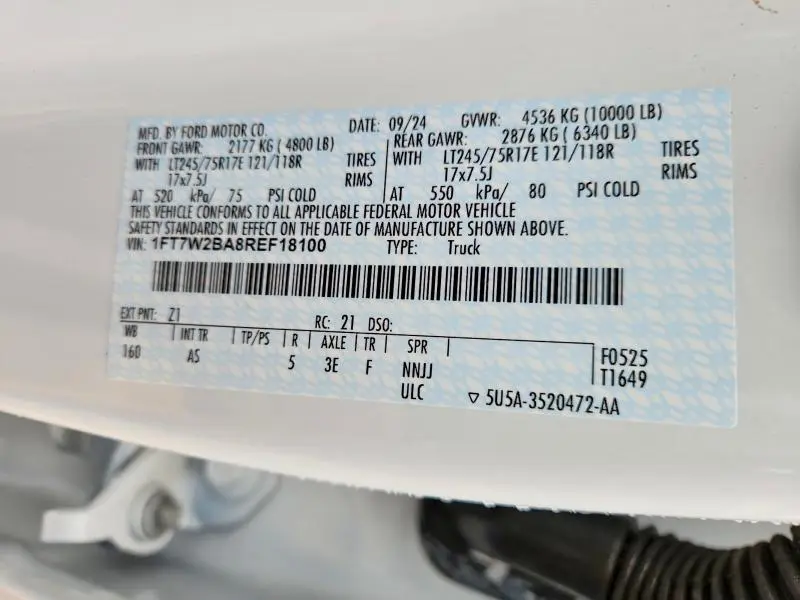 MFD. BY FORD MOTOR CO. DATE: 09/24 GVWR: 4536 KG (10000 LB)
FRONT GAWR: 2177 KG ( 4800 LB) REAR GAWR: 2876 KG ( 6340 LB)
WITH LT245/75R17E 121/118R TIRES WITH LT245/75R17E 121/118R TIRES
17x7.5J RIMS 17x7.5J RIMS
AT 520 kPa/ 75 PSI COLD AT 550 kPa/ 80 PSI COLD
THIS VEHICLE CONFORMS TO ALL APPLICABLE FEDERAL MOTOR VEHICLE
SAFETY STANDARDS IN EFFECT ON THE DATE OF MANUFACTURE SHOWN ABOVE.
VIN: 1FT7W2BA8REF18100 TYPE: Truck
EXT PNT: Z1 RC: 21 DSO:
WB INT TR TP/PS R AXLE TR SPR F0525
160 AS 5 3E F NNJJ T1649
ULC 5U5A-3520472-AA